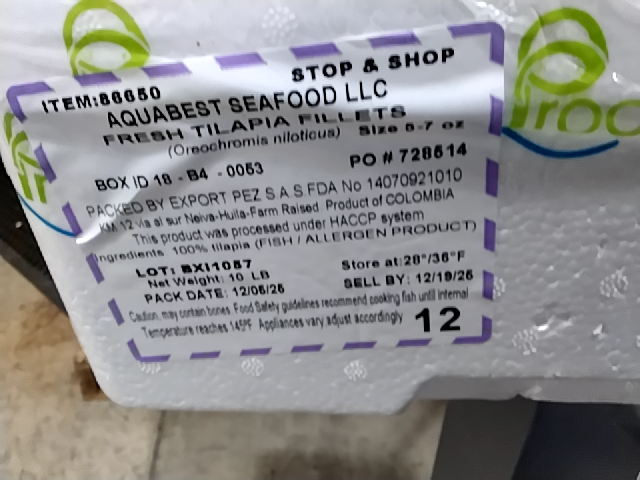 STOP & SHOP
ITEM:86650
AQUABEST SEAFOOD LLC
FRESH TILAPIA FILLETS Size 5-7 oz
(Oreochromis niloticus)
BOX ID 18 - B4 - 0053 PO # 728514
PACKED BY EXPORT PEZ S.A.S FDA No 14070921010
KM. 12 via al sur Neiva-Huila-Farm Raised Product of COLOMBIA
This product was processed under HACCP system
Ingredients 100% tilapia (FISH / ALLERGEN PRODUCT)
LOT: BXI1057 Store at:28°/36°F
Net Weight: 10 LB
PACK DATE: 12/05/25 SELL BY: 12/19/25
Caution, may contain bones. Food Safety guidelines recommend cooking fish until internal
Temperature reaches 145ºF. Appliances vary adjust accordingly 12
Proc